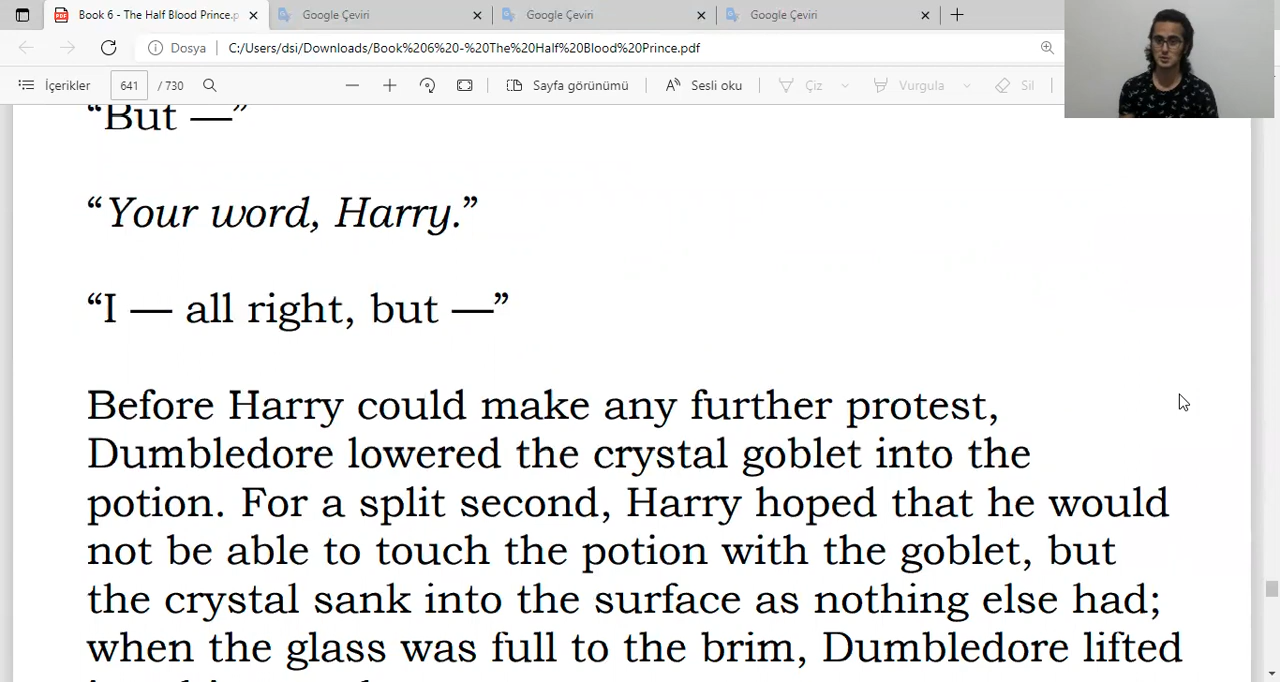 Book 6 - The Half Blood Prince.p
Google Çeviri
Google Çeviri
Google Çeviri
Dosya
C:/Users/dsi/Downloads/Book%206%20-%20The%20Half%20Blood%20Prince.pdf
İçerikler
641 / 730
Sayfa görünümü
Sesli oku
Çiz
Vurgula
Sil
“But —”
“Your word, Harry.”
“I — all right, but —”
Before Harry could make any further protest,
Dumbledore lowered the crystal goblet into the
potion. For a split second, Harry hoped that he would
not be able to touch the potion with the goblet, but
the crystal sank into the surface as nothing else had;
when the glass was full to the brim, Dumbledore lifted